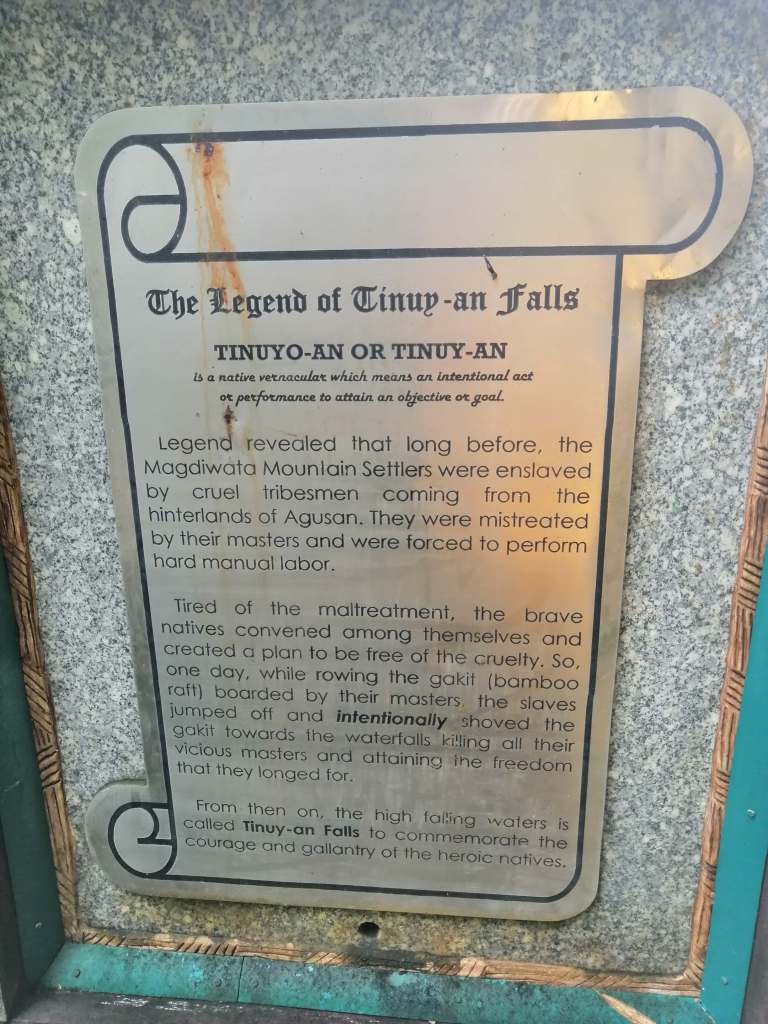 The Legend of Tinuy-an Falls
TINUYO-AN OR TINUY-AN
is a native vernacular which means an intentional act
or performance to attain an objective or goal.
Legend revealed that long before, the
Magdiwata Mountain Settlers were enslaved
by cruel tribesmen coming from the
hinterlands of Agusan. They were mistreated
by their masters and were forced to perform
hard manual labor.
Tired of the maltreatment, the brave
natives convened among themselves and
created a plan to be free of the cruelty. So,
one day, while rowing the gakit (bamboo
raft) boarded by their masters, the slaves
jumped off and intentionally shoved the
gakit towards the waterfalls killing all their
vicious masters and attaining the freedom
that they longed for.
From then on, the high falling waters is
called Tinuy-an Falls to commemorate the
courage and gallantry of the heroic natives.